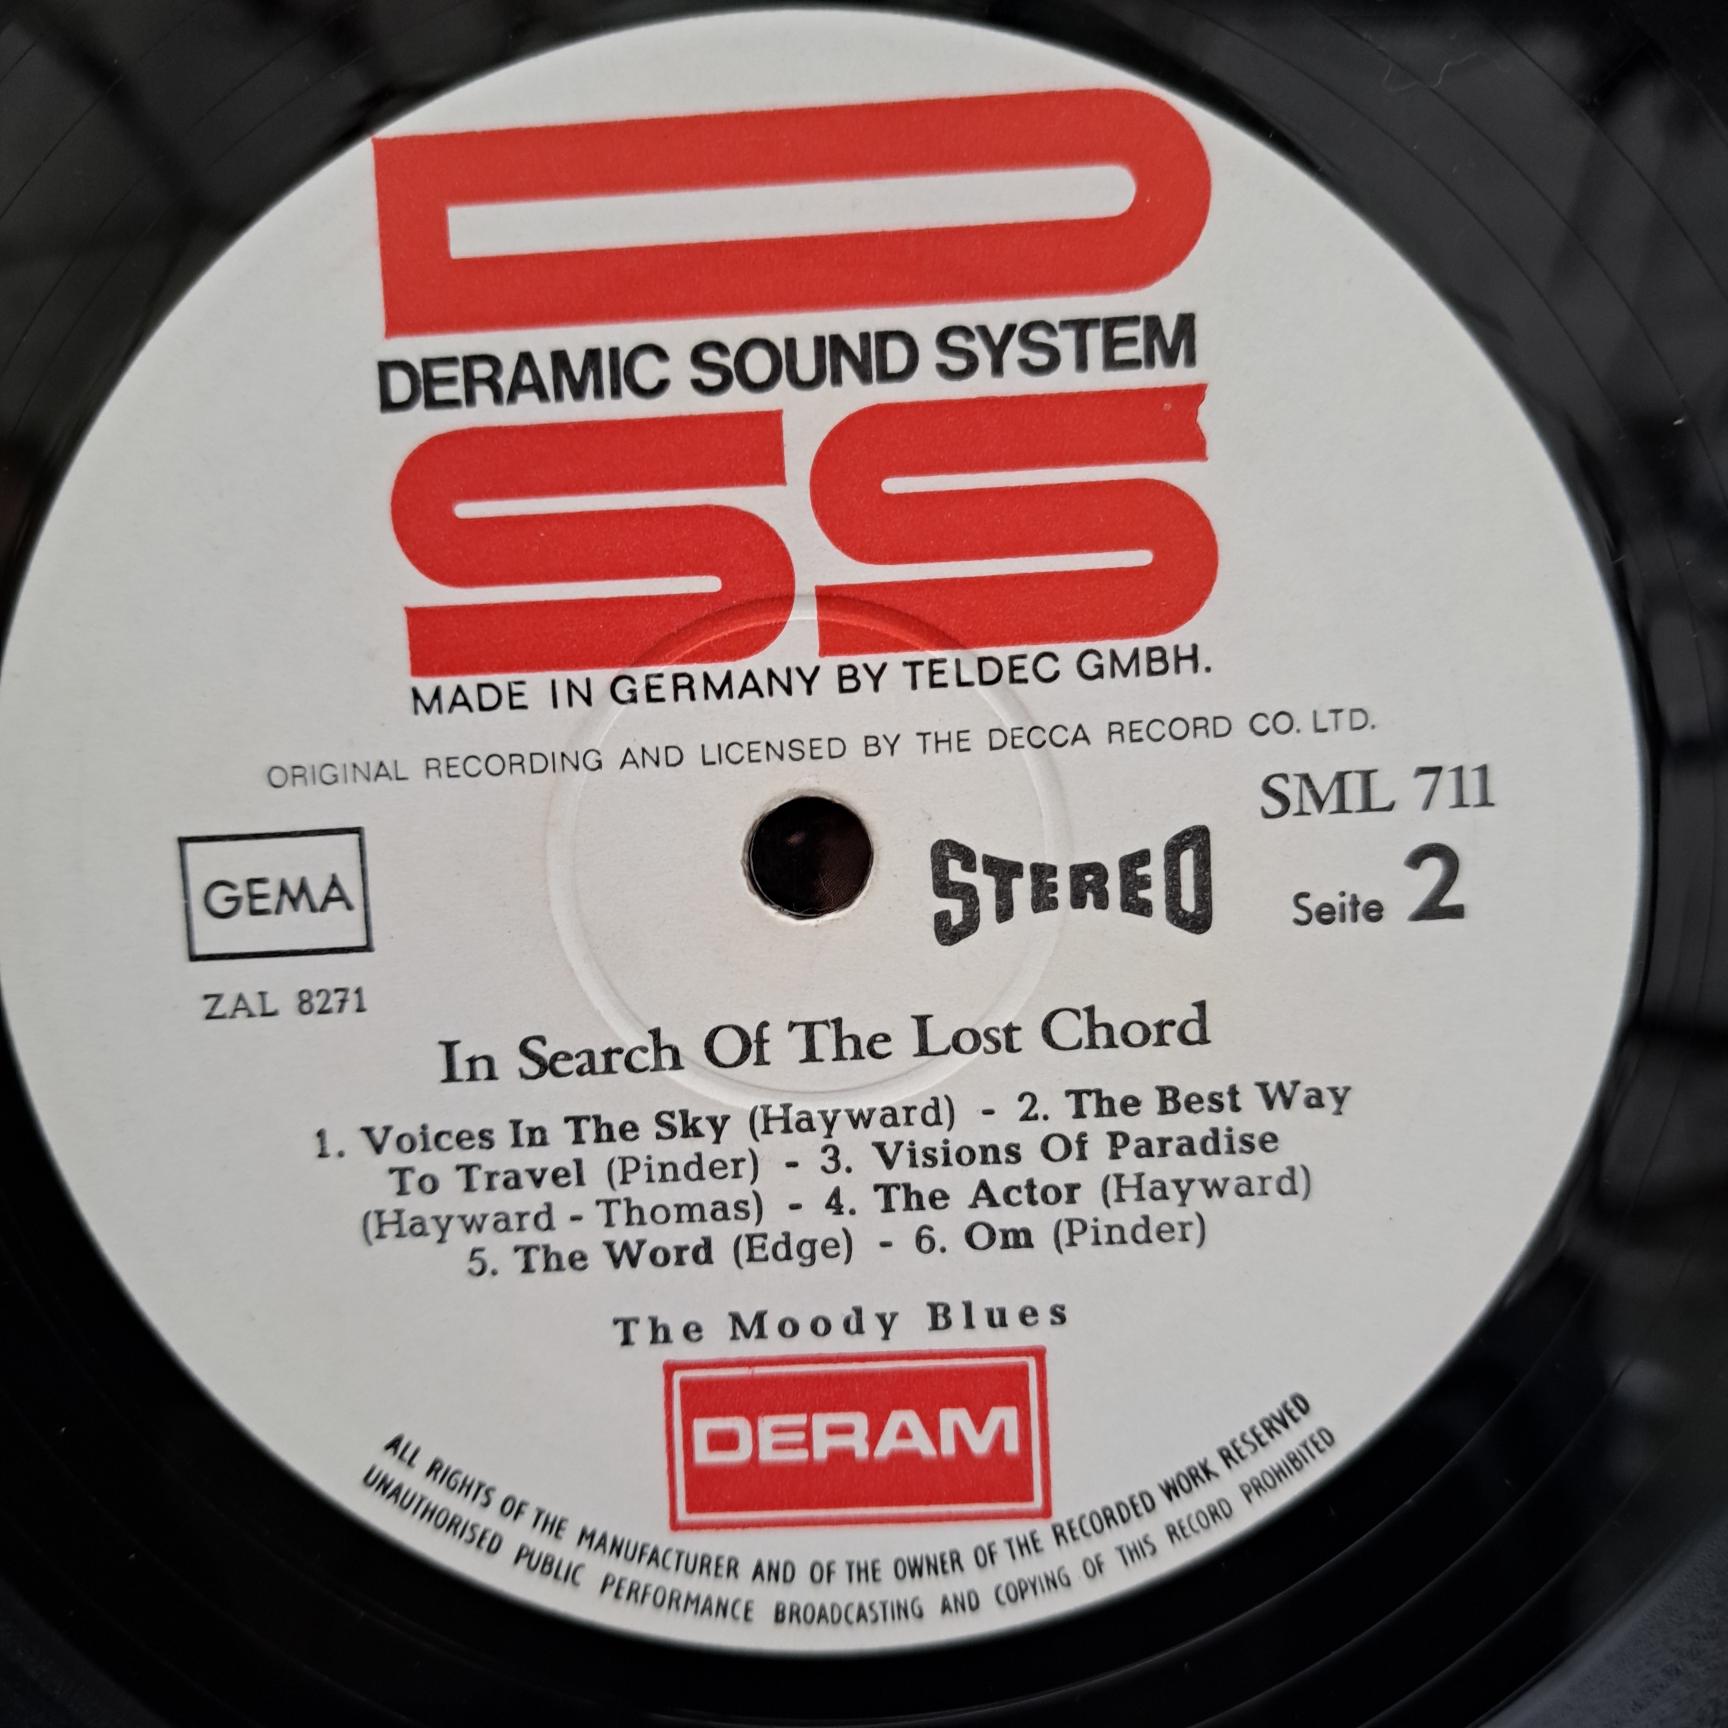 DERAMIC SOUND SYSTEM
MADE IN GERMANY BY TELDEC GMBH.
ORIGINAL RECORDING AND LICENSED BY THE DECCA RECORD CO. LTD.
SML 711
GEMA
STEREO
Seite 2
ZAL 8271
In Search Of The Lost Chord
1. Voices In The Sky (Hayward) - 2. The Best Way
To Travel (Pinder) - 3. Visions Of Paradise
(Hayward - Thomas) - 4. The Actor (Hayward)
5. The Word (Edge) - 6. Om (Pinder)
The Moody Blues
DERAM
ALL RIGHTS OF THE MANUFACTURER AND OF THE OWNER OF THE RECORDED WORK RESERVED
UNAUTHORISED PUBLIC PERFORMANCE BROADCASTING AND COPYING OF THIS RECORD PROHIBITED